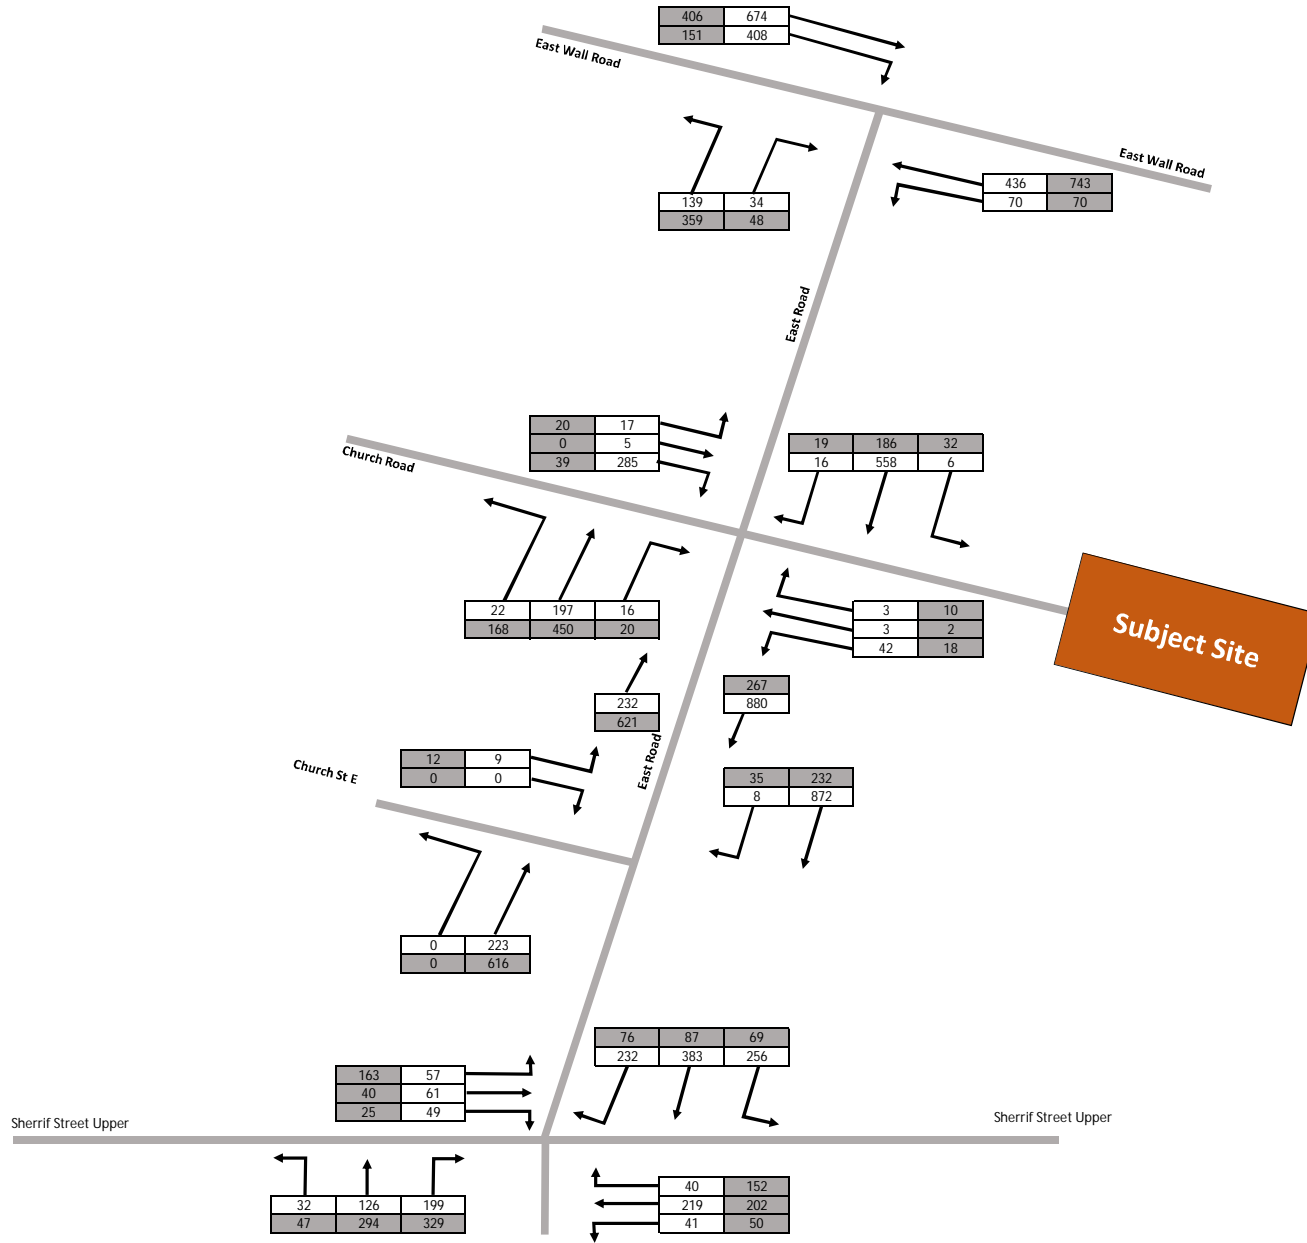 406 674
151 408
East Wall Road
East Wall Road
436 743
70 70
139 34
359 48
East Road
20 17
0 5
39 285
19 186 32
16 558 6
Church Road
22 197 16
168 450 20
3 10
3 2
42 18
Subject Site
267
880
232
621
East Road
12 9
0 0
Church St E
35 232
8 872
0 223
0 616
76 87 69
232 383 256
163 57
40 61
25 49
Sherrif Street Upper
Sherrif Street Upper
32 126 199
47 294 329
40 152
219 202
41 50